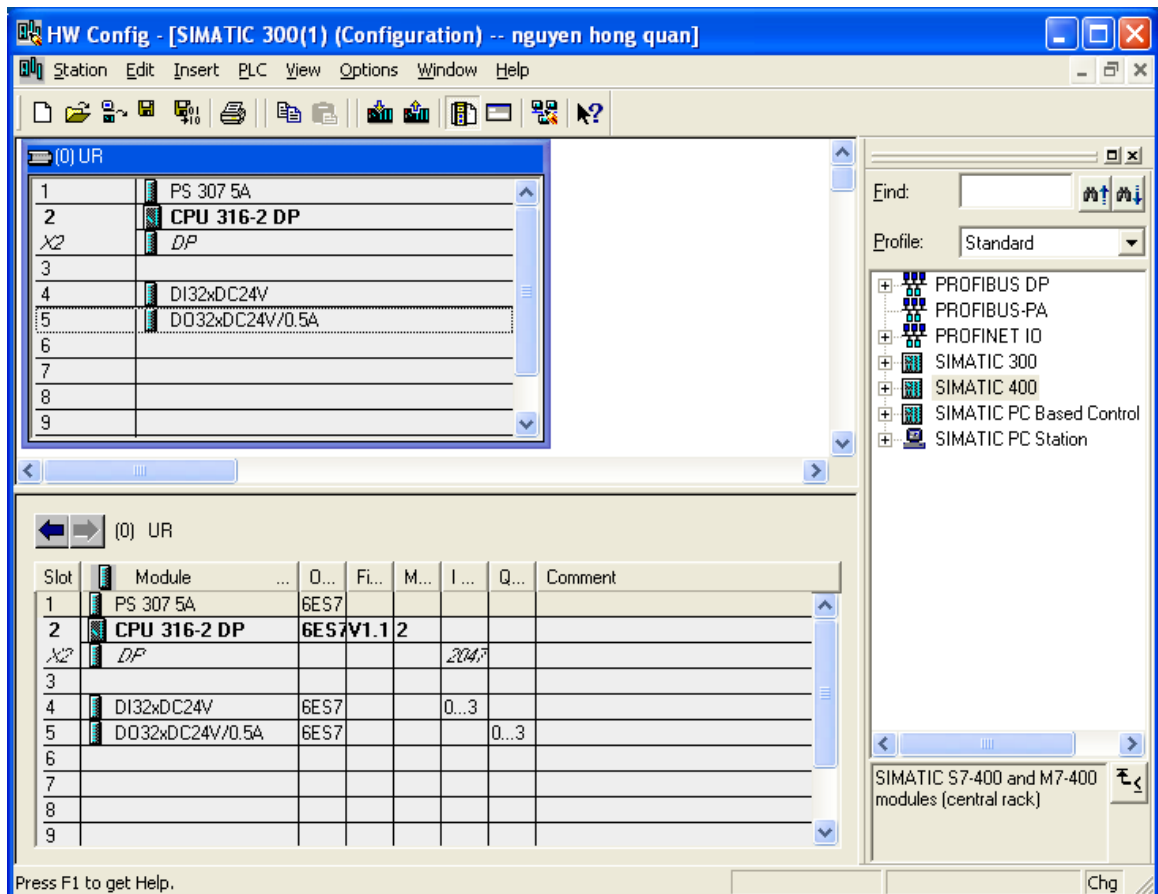 HW Config - [SIMATIC 300(1) (Configuration) -- nguyen hong quan]
Station Edit Insert PLC View Options Window Help
(0) UR
1 PS 307 5A
2 CPU 316-2 DP
X2 DP
3
4 DI32xDC24V
5 DO32xDC24V/0.5A
6
7
8
9
Find:
Profile: Standard
PROFIBUS DP
PROFIBUS-PA
PROFINET IO
SIMATIC 300
SIMATIC 400
SIMATIC PC Based Control
SIMATIC PC Station
(0) UR
Slot Module ... O... Fi... M... I ... Q... Comment
1 PS 307 5A 6ES7
2 CPU 316-2 DP 6ES7 V1.1 2
X2 DP 2047
3
4 DI32xDC24V 6ES7 0...3
5 DO32xDC24V/0.5A 6ES7 0...3
6
7
8
9
SIMATIC S7-400 and M7-400
modules (central rack)
Press F1 to get Help. Chg